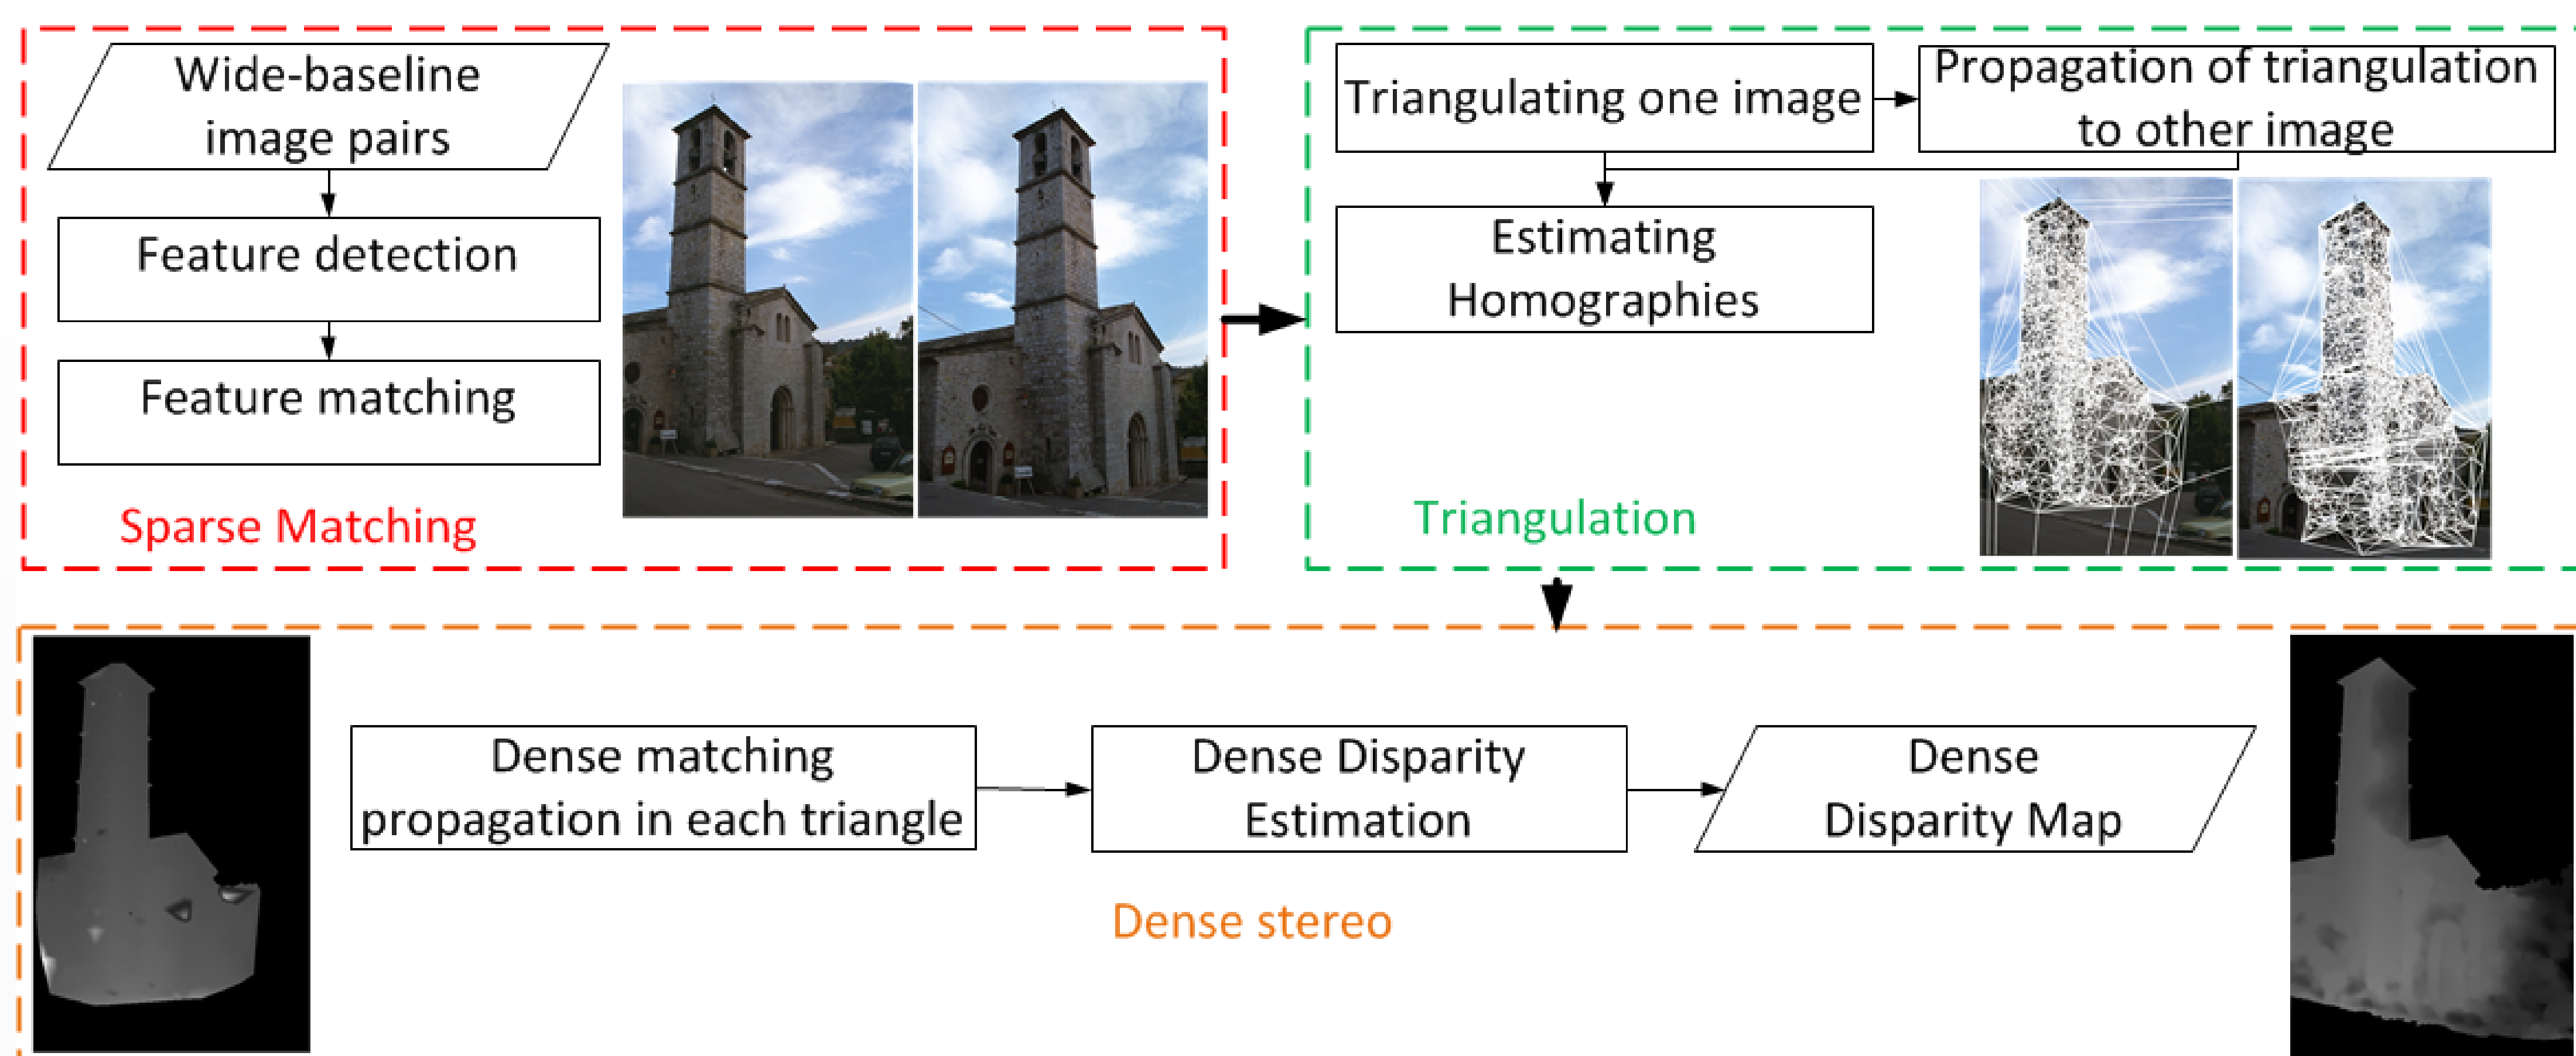 Wide-baseline
image pairs
Feature detection
Feature matching
Sparse Matching
Triangulating one image
Propagation of triangulation
to other image
Estimating
Homographies
Triangulation
Dense matching
propagation in each triangle
Dense Disparity
Estimation
Dense
Disparity Map
Dense stereo